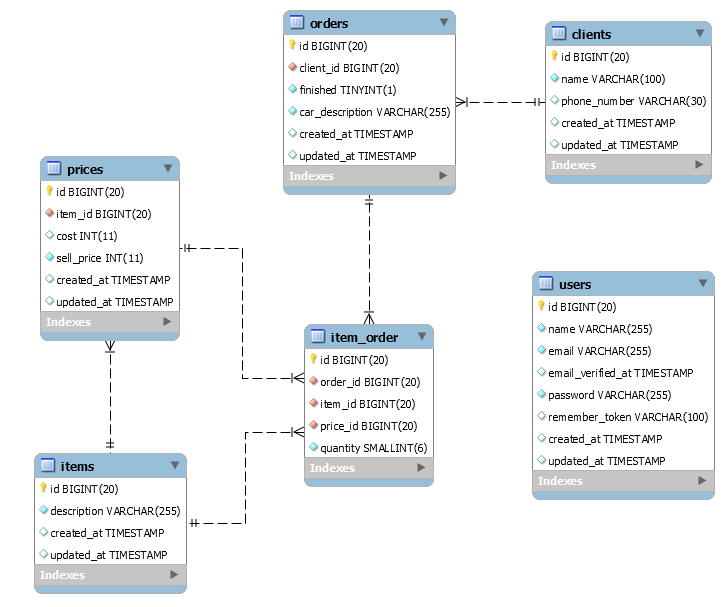 orders
id BIGINT(20)
client_id BIGINT(20)
finished TINYINT(1)
car_description VARCHAR(255)
created_at TIMESTAMP
updated_at TIMESTAMP
Indexes
clients
id BIGINT(20)
name VARCHAR(100)
phone_number VARCHAR(30)
created_at TIMESTAMP
updated_at TIMESTAMP
Indexes
prices
id BIGINT(20)
item_id BIGINT(20)
cost INT(11)
sell_price INT(11)
created_at TIMESTAMP
updated_at TIMESTAMP
Indexes
users
id BIGINT(20)
name VARCHAR(255)
email VARCHAR(255)
email_verified_at TIMESTAMP
password VARCHAR(255)
remember_token VARCHAR(100)
created_at TIMESTAMP
updated_at TIMESTAMP
Indexes
item_order
id BIGINT(20)
order_id BIGINT(20)
item_id BIGINT(20)
price_id BIGINT(20)
quantity SMALLINT(6)
Indexes
items
id BIGINT(20)
description VARCHAR(255)
created_at TIMESTAMP
updated_at TIMESTAMP
Indexes